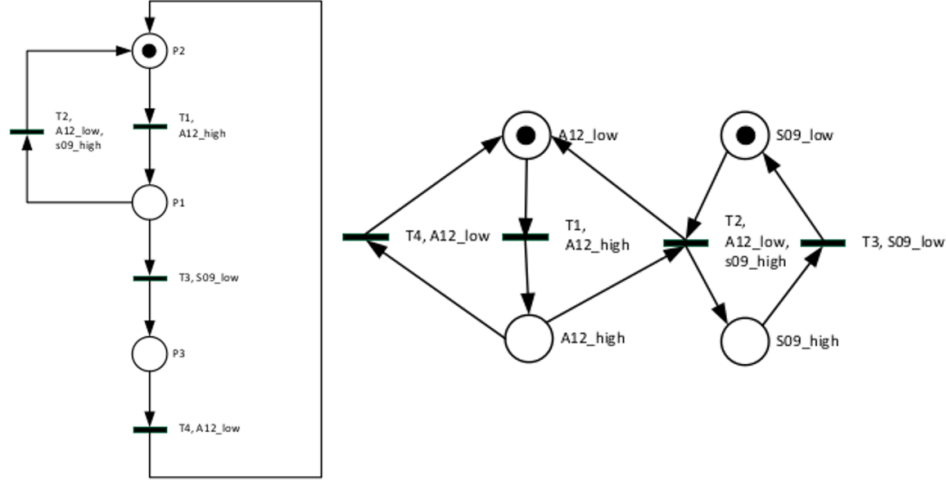 P2
T2,
A12_low,
s09_high
T1,
A12_high
P1
T3, S09_low
P3
T4, A12_low
A12_low
S09_low
T4, A12_low
T1,
A12_high
T2,
A12_low,
s09_high
T3, S09_low
A12_high
S09_high